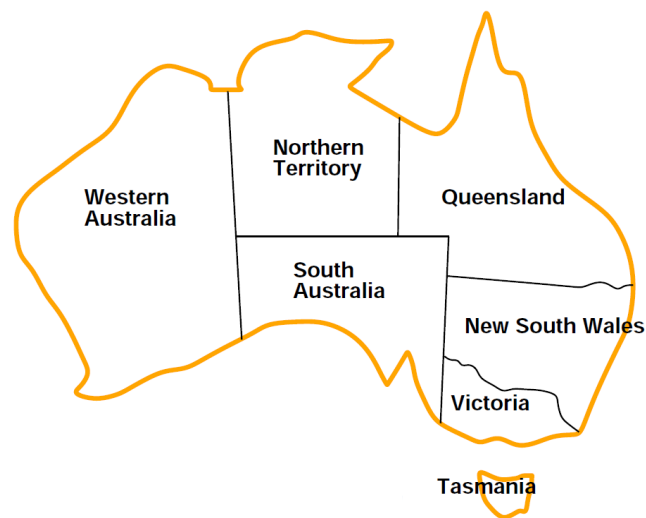 Northern
Territory
Western
Australia
Queensland
South
Australia
New South Wales
Victoria
Tasmania